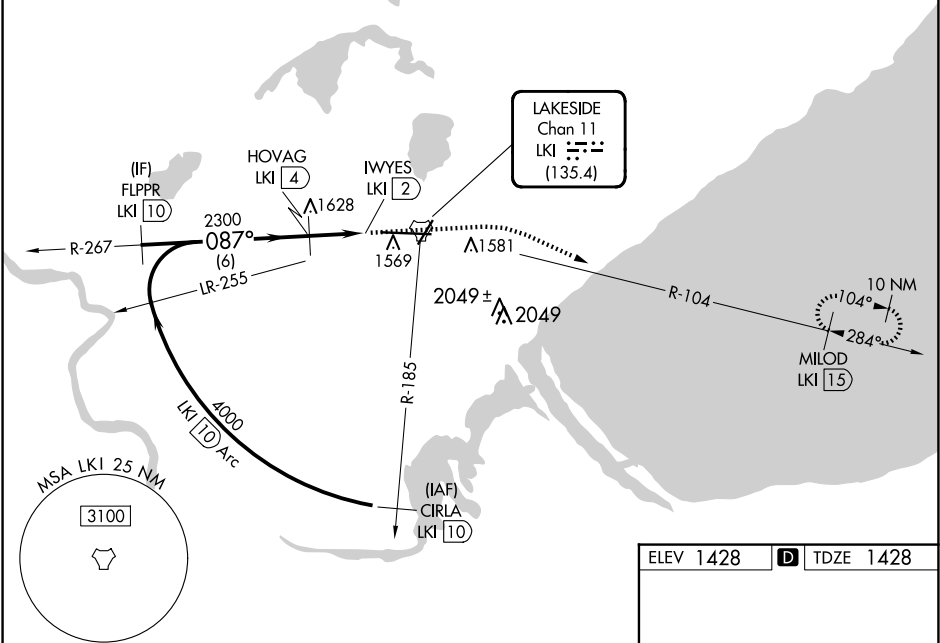 LAKESIDE
Chan 11
LKI
(135.4)
(IF)
FLPPR
LKI 10
HOVAG
LKI 4
IWYES
LKI 2
1628
2300
087°
(6)
R-267
LR-255
1569
1581
R-104
10 NM
104°
284°
MILOD
LKI 15
2049±
2049
R-185
4000
LKI 10 Arc
(IAF)
CIRLA
LKI 10
MSA LKI 25 NM
3100
ELEV 1428 D TDZE 1428